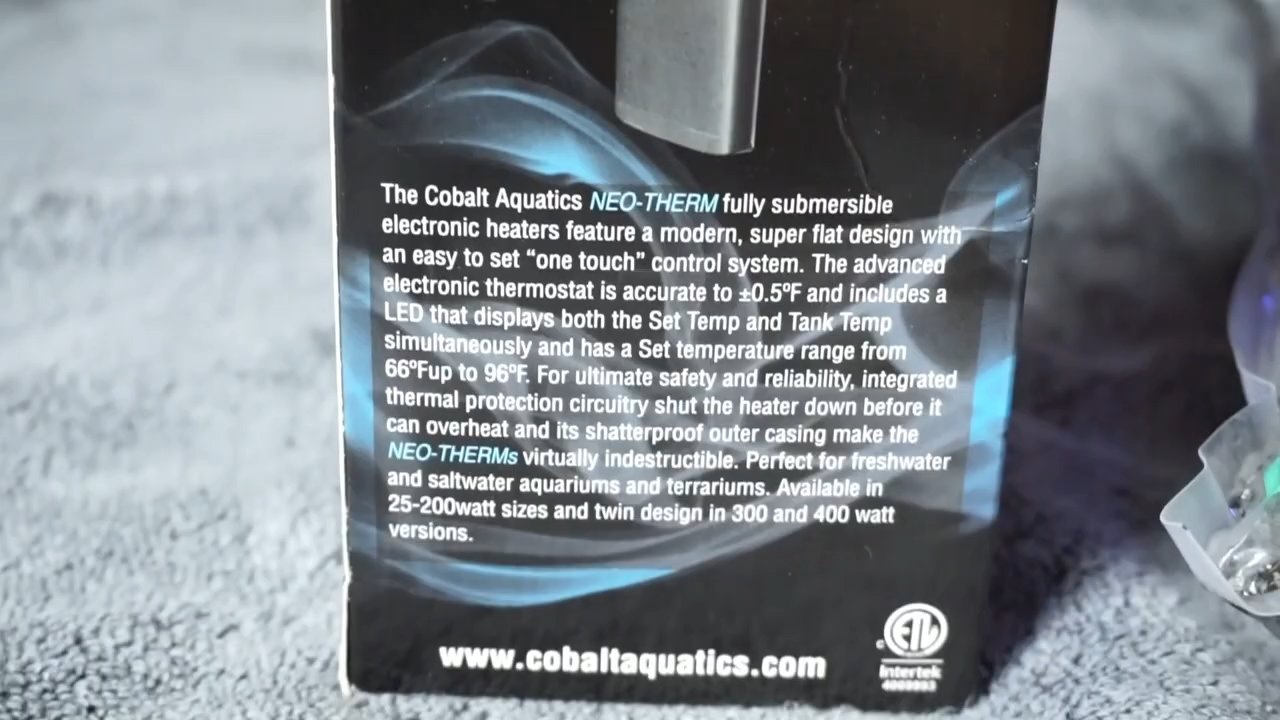 The Cobalt Aquatics NEO-THERM fully submersible
electronic heaters feature a modern, super flat design with
an easy to set “one touch” control system. The advanced
electronic thermostat is accurate to ±0.5ºF and includes a
LED that displays both the Set Temp and Tank Temp
simultaneously and has a Set temperature range from
66ºFup to 96ºF. For ultimate safety and reliability, integrated
thermal protection circuitry shut the heater down before it
can overheat and its shatterproof outer casing make the
NEO-THERMs virtually indestructible. Perfect for freshwater
and saltwater aquariums and terrariums. Available in
25-200watt sizes and twin design in 300 and 400 watt
versions.
www.cobaltaquatics.com
ETL
Intertek